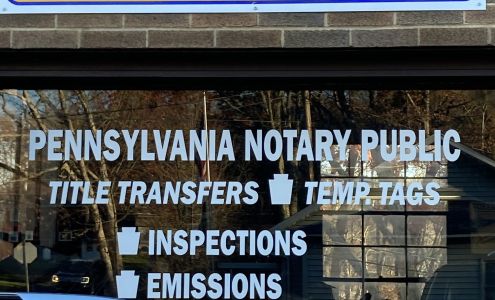 PENNSYLVANIA NOTARY PUBLIC
TITLE TRANSFERS TEMP. TAGS
INSPECTIONS
EMISSIONS